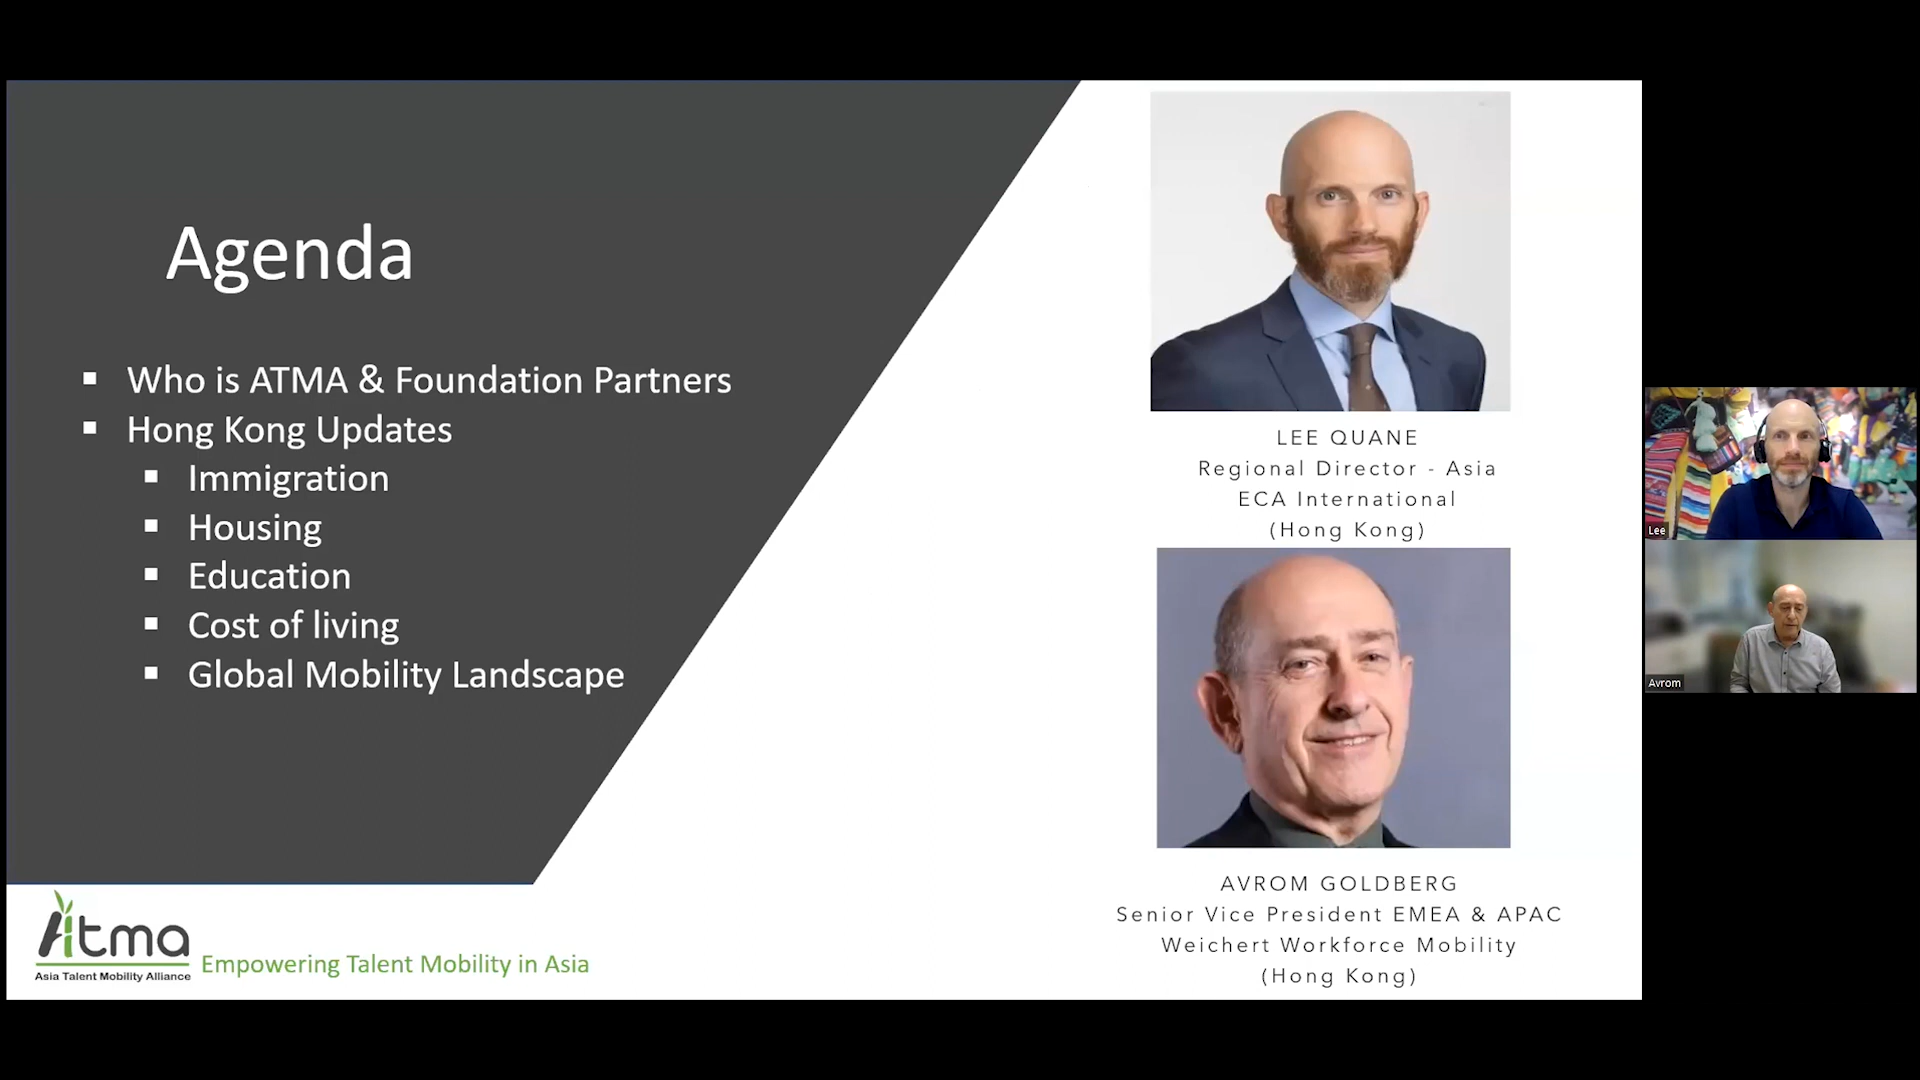 Agenda
▪ Who is ATMA & Foundation Partners
▪ Hong Kong Updates
▪ Immigration
▪ Housing
▪ Education
▪ Cost of living
▪ Global Mobility Landscape
LEE QUANE
Regional Director - Asia
ECA International
(Hong Kong)
AVROM GOLDBERG
Senior Vice President EMEA & APAC
Weichert Workforce Mobility
(Hong Kong)
Atma
Asia Talent Mobility Alliance
Empowering Talent Mobility in Asia
Lee
Avrom